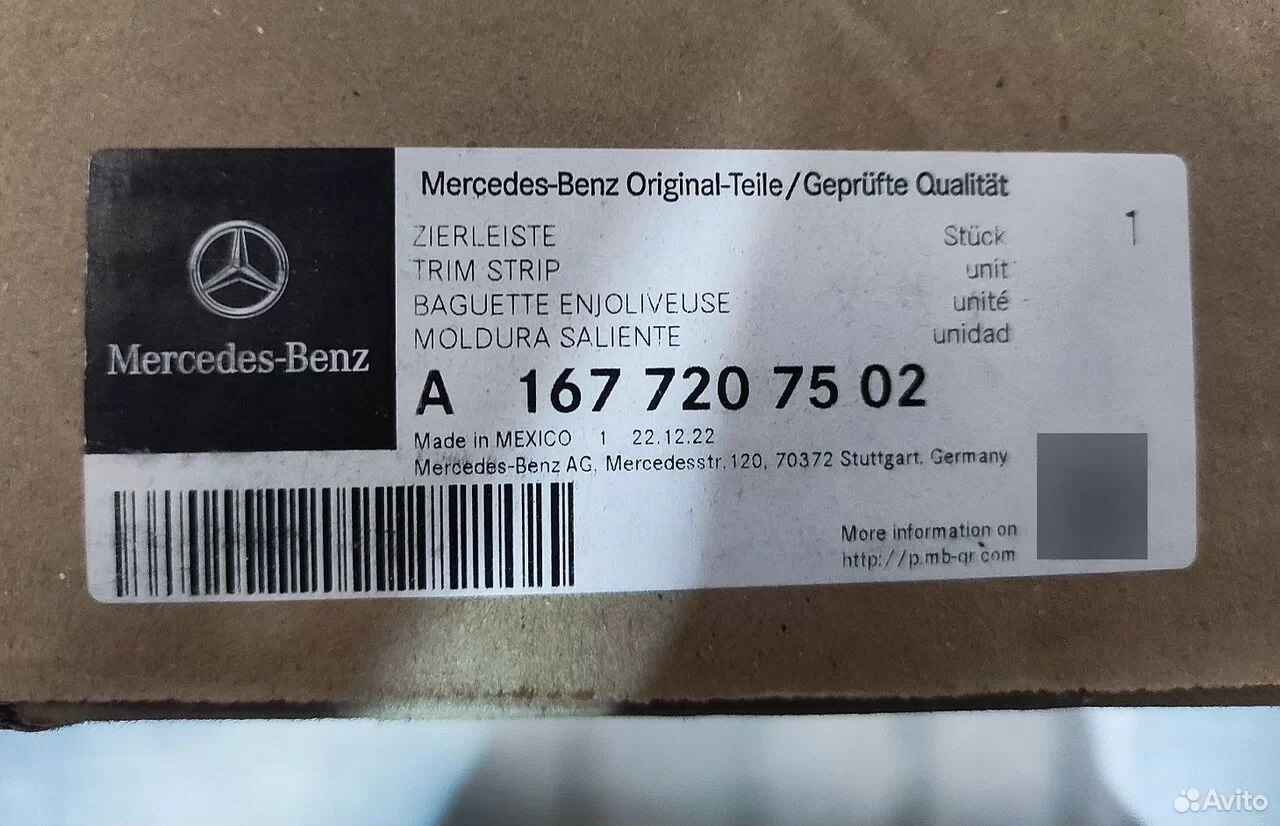 Mercedes-Benz
Mercedes-Benz Original-Teile/Geprüfte Qualität
ZIERLEISTE Stück 1
TRIM STRIP unit
BAGUETTE ENJOLIVEUSE unité
MOLDURA SALIENTE unidad
A 167 720 75 02
Made in MEXICO 1 22.12.22
Mercedes-Benz AG, Mercedesstr. 120, 70372 Stuttgart, Germany
More information on
http://p.mb-qr.com
Avito